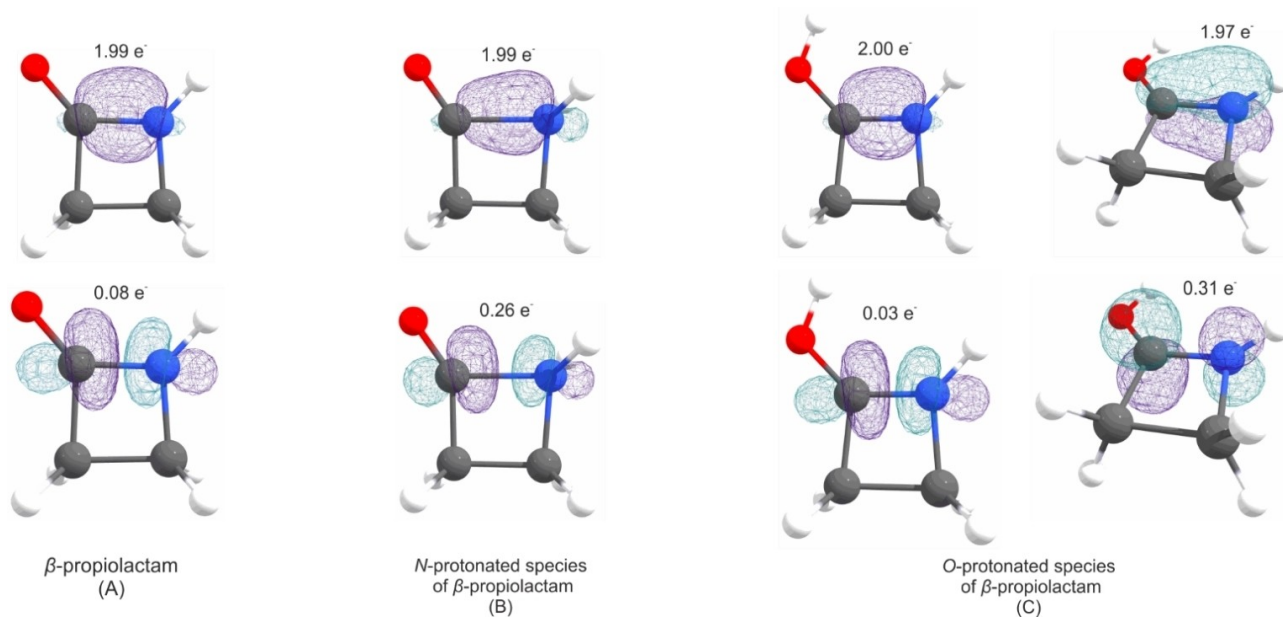 1.99 e⁻
1.99 e⁻
2.00 e⁻
1.97 e⁻
0.08 e⁻
0.26 e⁻
0.03 e⁻
0.31 e⁻
β-propiolactam
(A)
N-protonated species
of β-propiolactam
(B)
O-protonated species
of β-propiolactam
(C)